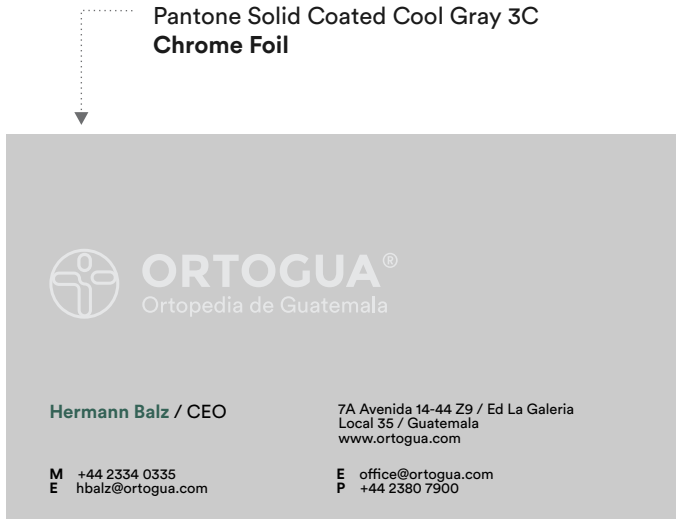 Pantone Solid Coated Cool Gray 3C
Chrome Foil
ORTOGUA®
Ortopedia de Guatemala
Hermann Balz / CEO
M +44 2334 0335
E hbalz@ortogua.com
7A Avenida 14-44 Z9 / Ed La Galeria
Local 35 / Guatemala
www.ortogua.com
E office@ortogua.com
P +44 2380 7900